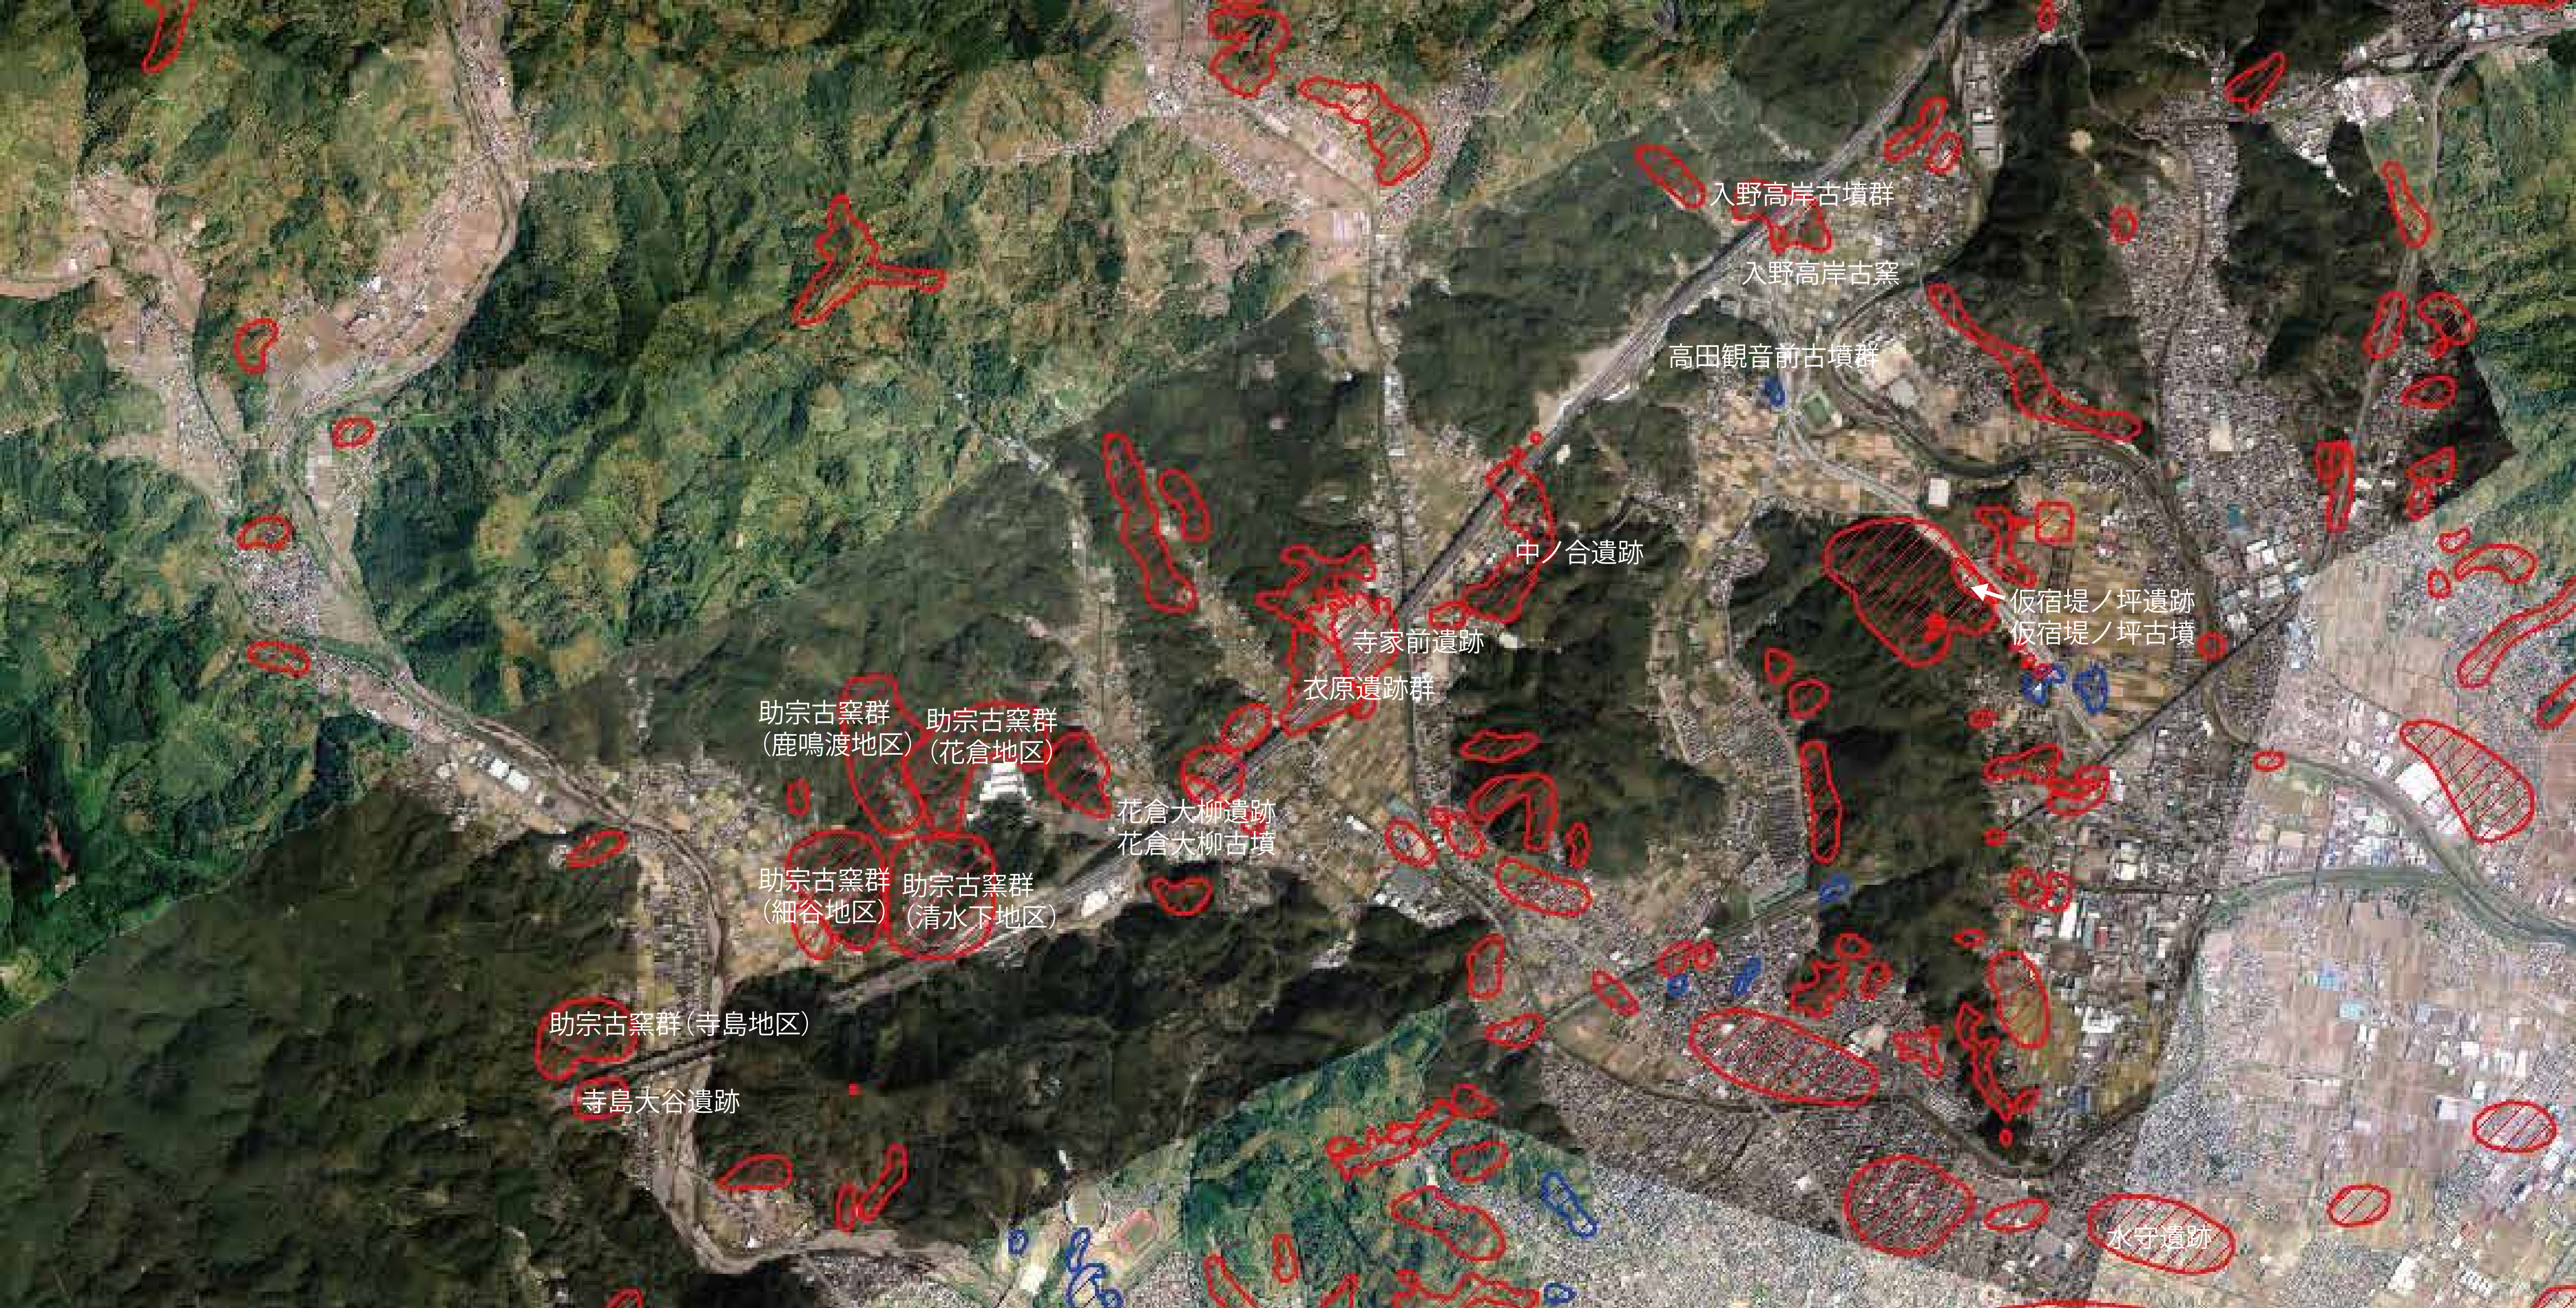 入野高岸古墳群
入野高岸古窯
高田観音前古墳群
中ノ合遺跡
仮宿堤ノ坪遺跡
仮宿堤ノ坪古墳
寺家前遺跡
衣原遺跡群
助宗古窯群
（鹿鳴渡地区）
助宗古窯群
（花倉地区）
花倉大柳遺跡
花倉大柳古墳
助宗古窯群
（細谷地区）
助宗古窯群
（清水下地区）
助宗古窯群（寺島地区）
寺島大谷遺跡
水守遺跡